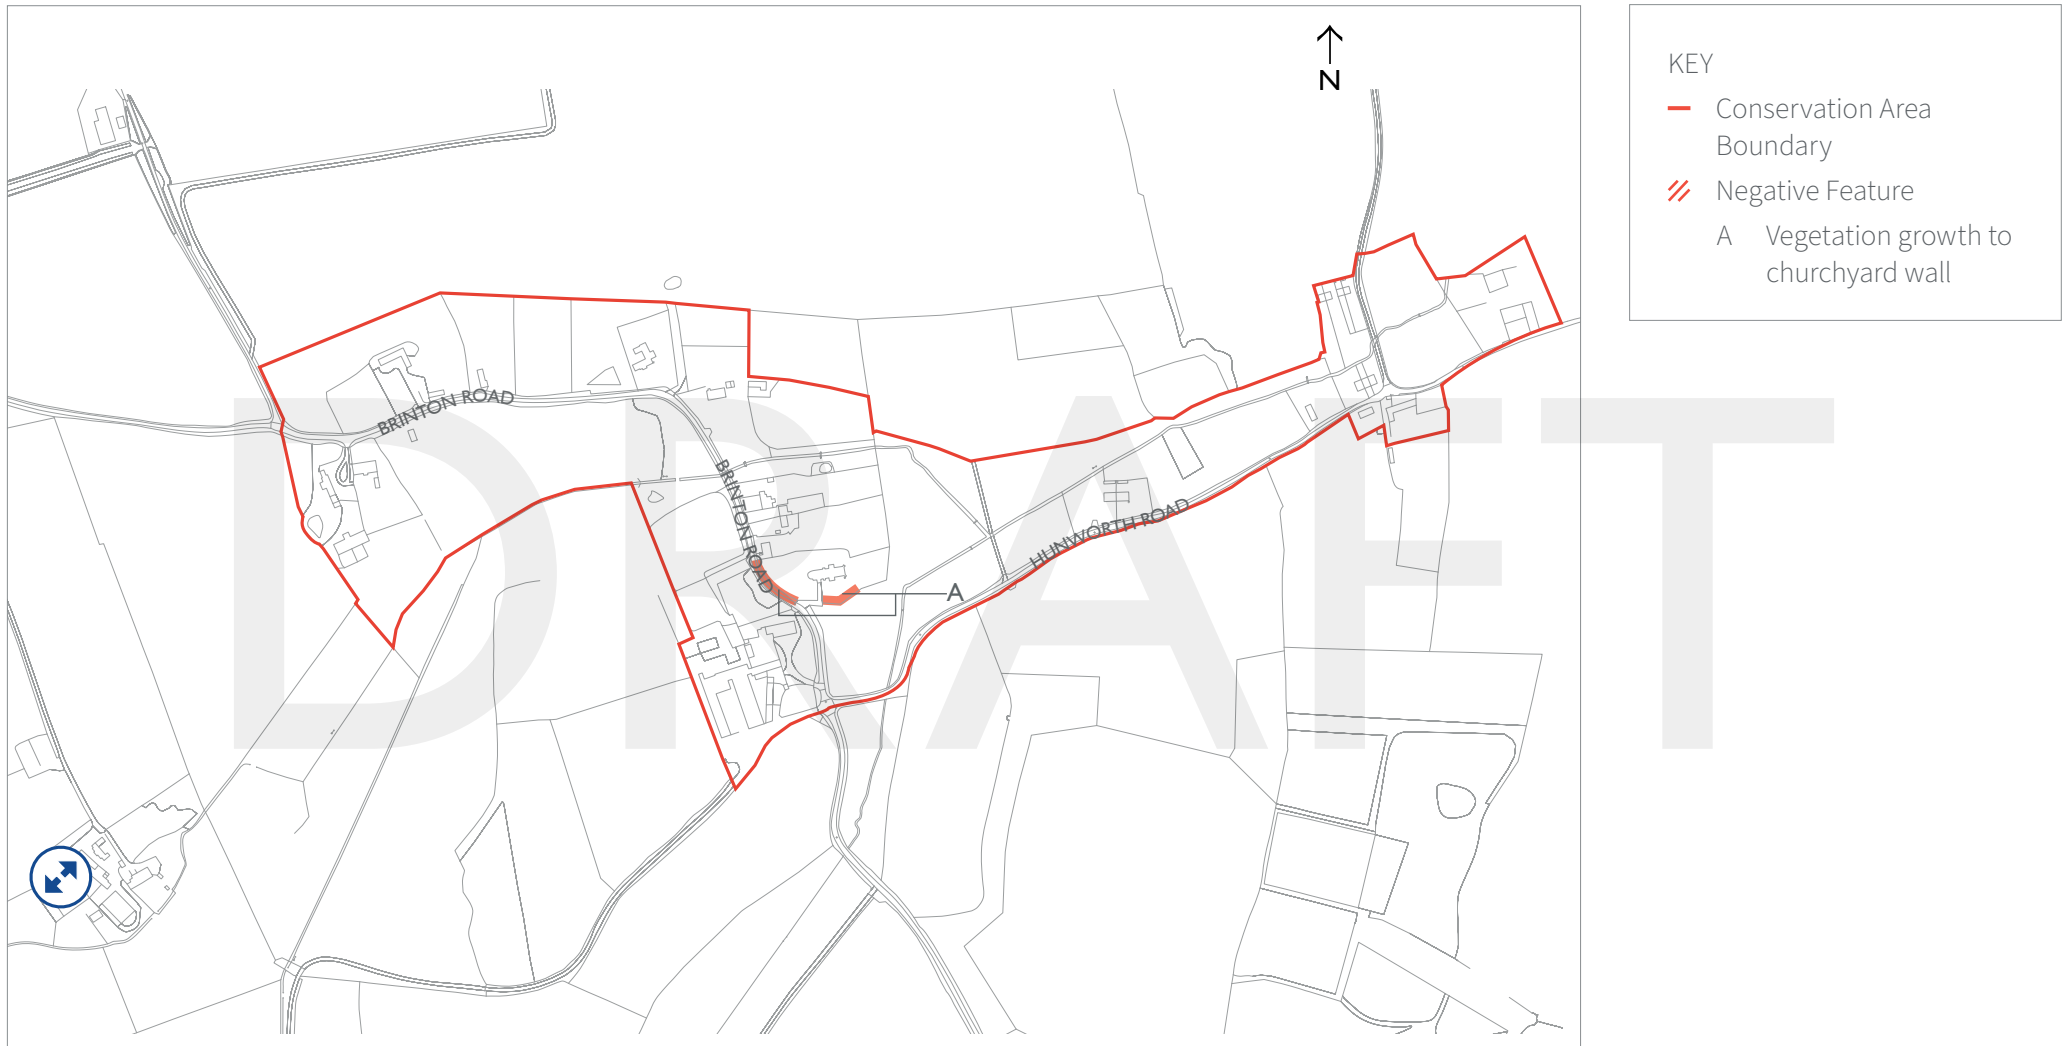 N
BRINTON ROAD
BRINTON ROAD
HUNWORTH ROAD
A
DRAFT
KEY
Conservation Area
Boundary
Negative Feature
A Vegetation growth to
churchyard wall